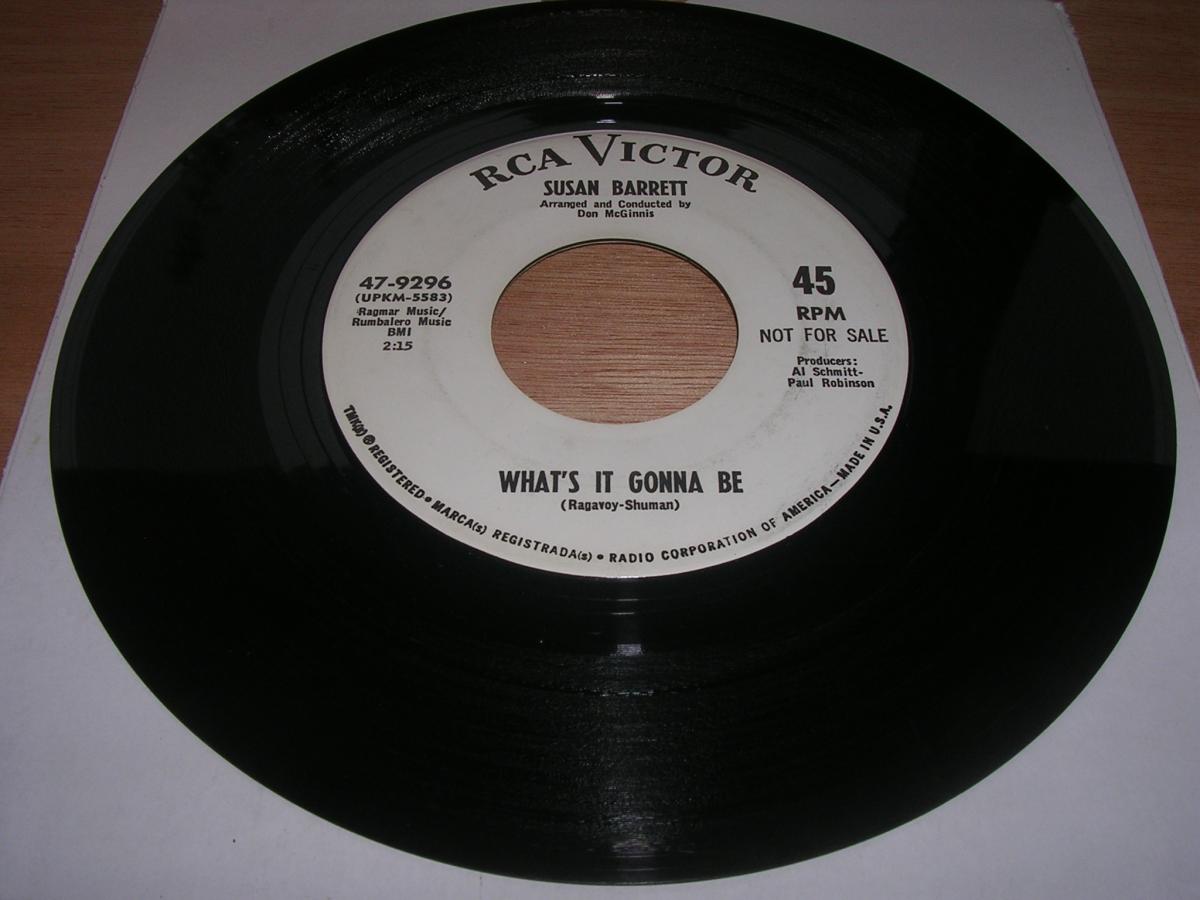 RCA VICTOR
SUSAN BARRETT
Arranged and Conducted by
Don McGinnis
47-9296
(UPKM-5583)
Ragmar Music/
Rumbalero Music
BMI
2:15
45
RPM
NOT FOR SALE
Producers:
Al Schmitt-
Paul Robinson
WHAT'S IT GONNA BE
(Ragavoy-Shuman)
TMK(s) ® REGISTERED • MARCA(s) REGISTRADA(s) • RADIO CORPORATION OF AMERICA—MADE IN U.S.A.